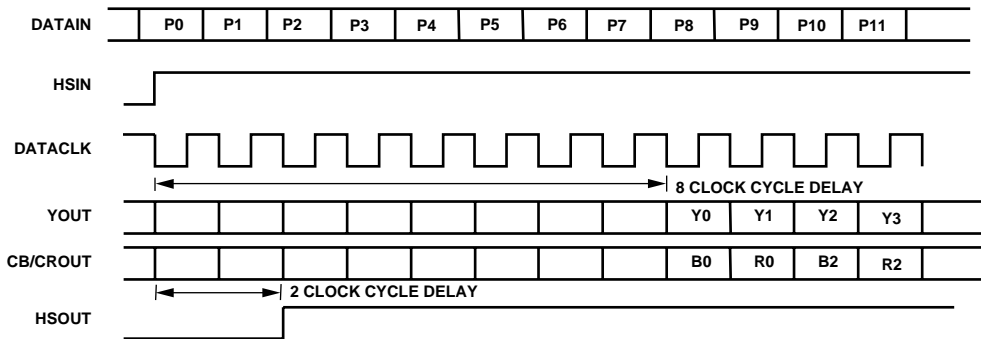 DATAIN P0 P1 P2 P3 P4 P5 P6 P7 P8 P9 P10 P11
HSIN
DATACLK
8 CLOCK CYCLE DELAY
YOUT Y0 Y1 Y2 Y3
CB/CROUT B0 R0 B2 R2
2 CLOCK CYCLE DELAY
HSOUT